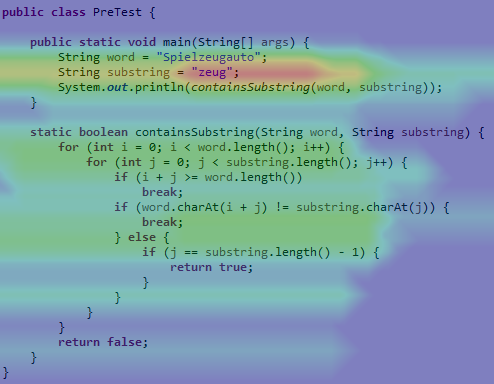 public class PreTest {
public static void main(String[] args) {
String word = "Spielzeugauto";
String substring = "zeug";
System.out.println(containsSubstring(word, substring));
}
static boolean containsSubstring(String word, String substring) {
for (int i = 0; i < word.length(); i++) {
for (int j = 0; j < substring.length(); j++) {
if (i + j >= word.length())
break;
if (word.charAt(i + j) != substring.charAt(j)) {
break;
} else {
if (j == substring.length() - 1) {
return true;
}
}
}
}
return false;
}
}